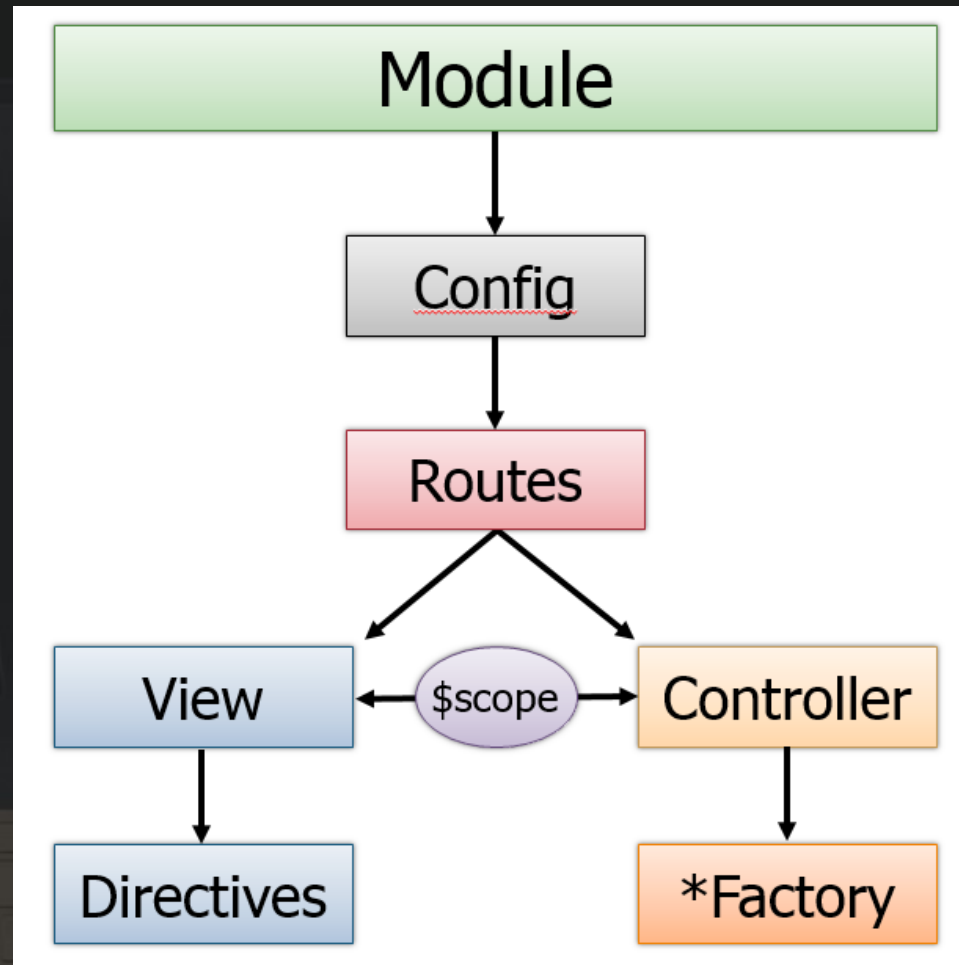 Module
Config
Routes
View
$scope
Controller
Directives
*Factory